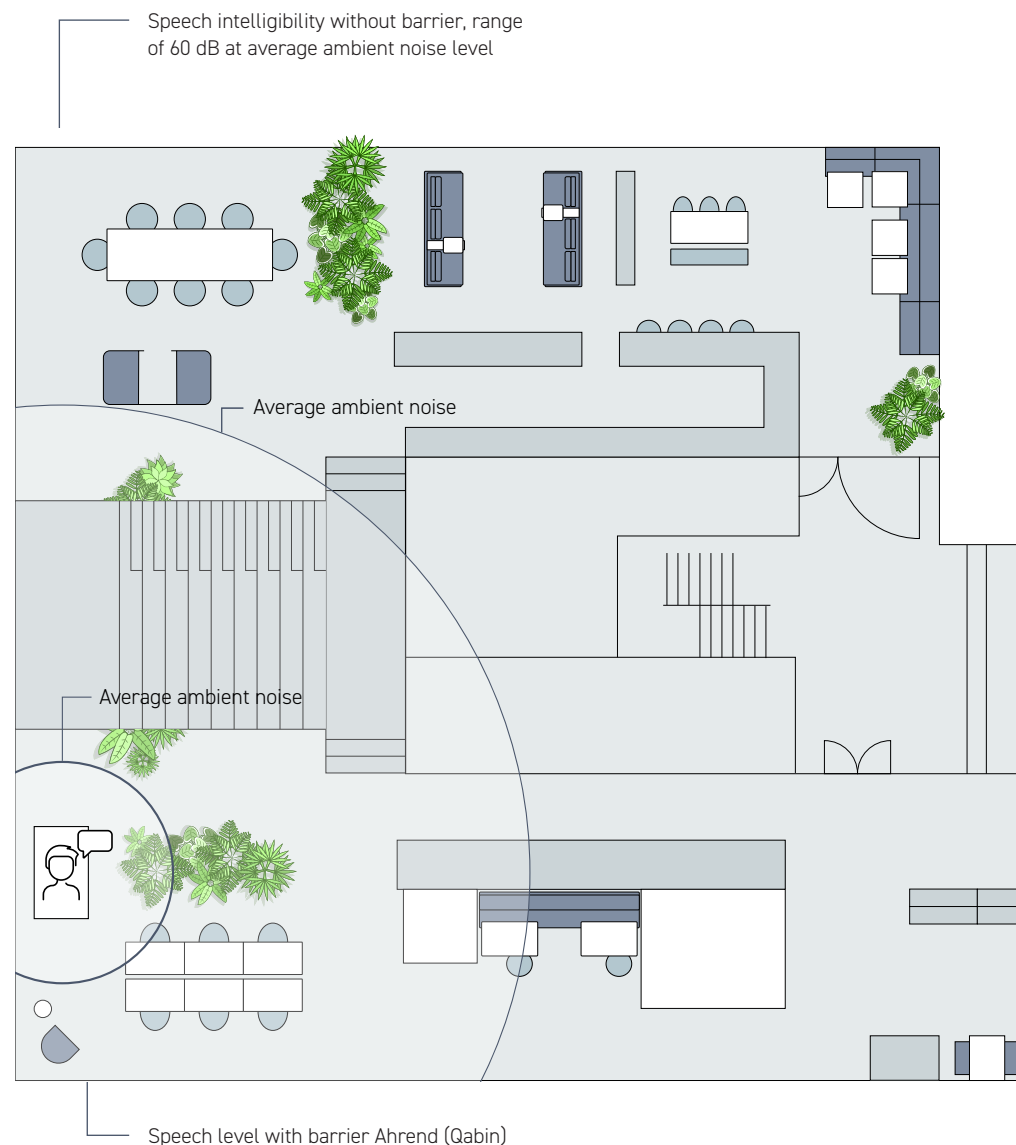 Speech intelligibility without barrier, range
of 60 dB at average ambient noise level
Average ambient noise
Average ambient noise
Speech level with barrier Ahrend (Qabin)